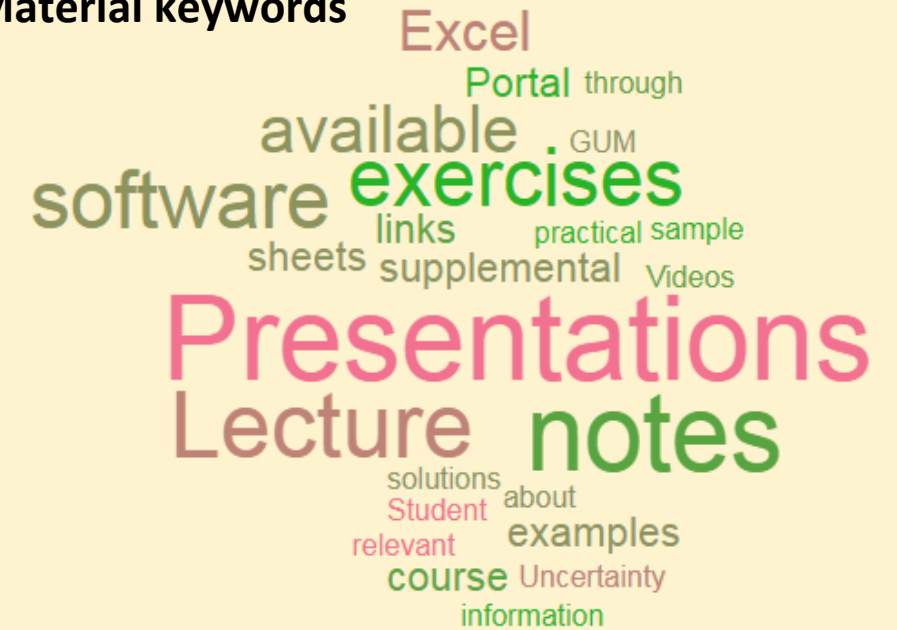 Material keywords
Excel
Portal through
available . GUM
software exercises
links practical sample
sheets supplemental Videos
Presentations
Lecture notes
solutions about
Student examples
relevant
course Uncertainty
information